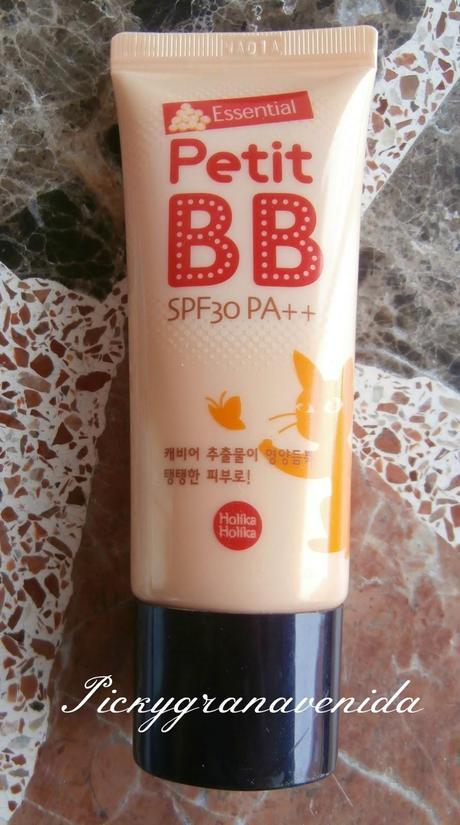 Essential
Petit
BB
SPF30 PA++
캐비어 추출물이 영양듬뿍
탱탱한 피부로!
Holika
Holika
Pickygranavenida